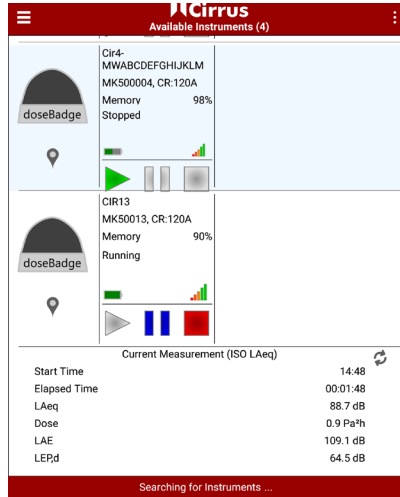 Cirrus
Available Instruments (4)
Cir4-
MWABCDEFGHIJKLM
MK500004, CR:120A
Memory 98%
Stopped
doseBadge
CIR13
MK50013, CR:120A
Memory 90%
Running
doseBadge
Current Measurement (ISO LAeq)
Start Time 14:48
Elapsed Time 00:01:48
LAeq 88.7 dB
Dose 0.9 Pa²h
LAE 109.1 dB
LEP,d 64.5 dB
Searching for Instruments ...